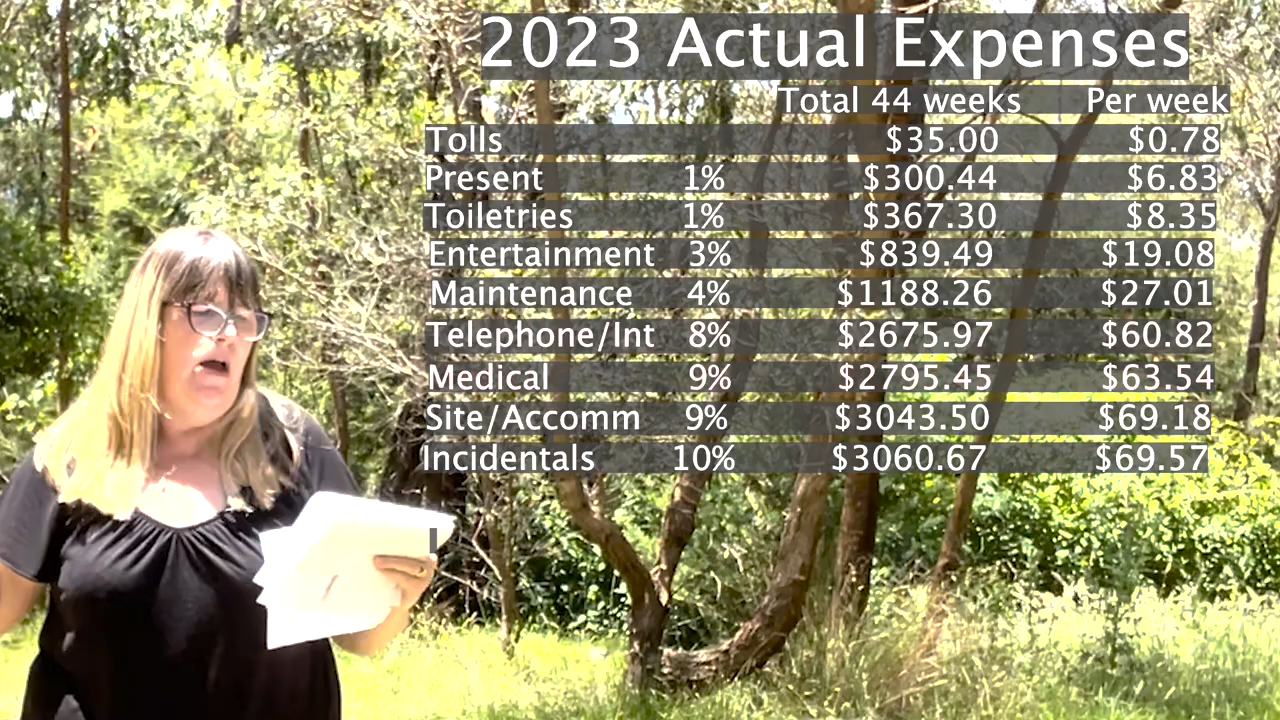 2023 Actual Expenses
Total 44 weeks Per week
Tolls $35.00 $0.78
Present 1% $300.44 $6.83
Toiletries 1% $367.30 $8.35
Entertainment 3% $839.49 $19.08
Maintenance 4% $1188.26 $27.01
Telephone/Int 8% $2675.97 $60.82
Medical 9% $2795.45 $63.54
Site/Accomm 9% $3043.50 $69.18
Incidentals 10% $3060.67 $69.57